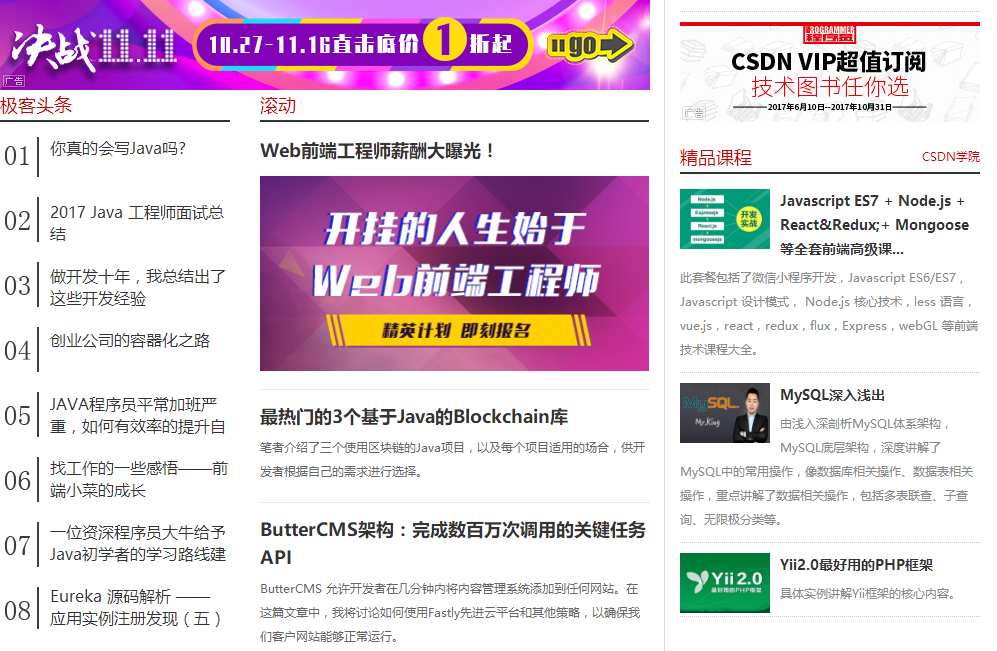 决战11.11
10.27-11.16直击底价1折起
go
广告
极客头条
01 你真的会写Java吗?
02 2017 Java 工程师面试总
结
03 做开发十年，我总结出了
这些开发经验
04 创业公司的容器化之路
05 JAVA程序员平常加班严
重，如何有效率的提升自
06 找工作的一些感悟——前
端小菜的成长
07 一位资深程序员大牛给予
Java初学者的学习路线建
08 Eureka 源码解析 ——
应用实例注册发现（五）
滚动
Web前端工程师薪酬大曝光！
开挂的人生始于
Web前端工程师
精英计划 即刻报名
最热门的3个基于Java的Blockchain库
笔者介绍了三个使用区块链的Java项目，以及每个项目适用的场合，供开
发者根据自己的需求进行选择。
ButterCMS架构：完成数百万次调用的关键任务
API
ButterCMS 允许开发者在几分钟内将内容管理系统添加到任何网站。在
这篇文章中，我将讨论如何使用Fastly先进云平台和其他策略，以确保我
们客户网站能够正常运行。
PROGRAMMER
程序员
CSDN VIP超值订阅
技术图书任你选
2017年6月10日--2017年10月31日
广告
精品课程
CSDN学院
Node.js
Expressjs
React.js
mongoosejs
开发
实战
Javascript ES7 + Node.js +
React&Redux;+ Mongoose
等全套前端高级课...
此套餐包括了微信小程序开发，Javascript ES6/ES7，
Javascript 设计模式， Node.js 核心技术，less 语言，
vue.js，react，redux，flux，Express，webGL 等前端
技术课程大全。
MySQL
Mr.King
MySQL深入浅出
由浅入深剖析MySQL体系架构，
MySQL底层架构，深度讲解了
MySQL中的常用操作，像数据库相关操作、数据表相关
操作，重点讲解了数据相关操作，包括多表联查、子查
询、无限极分类等。
Yii2.0
最好用的PHP框架
Yii2.0最好用的PHP框架
具体实例讲解Yii框架的核心内容。